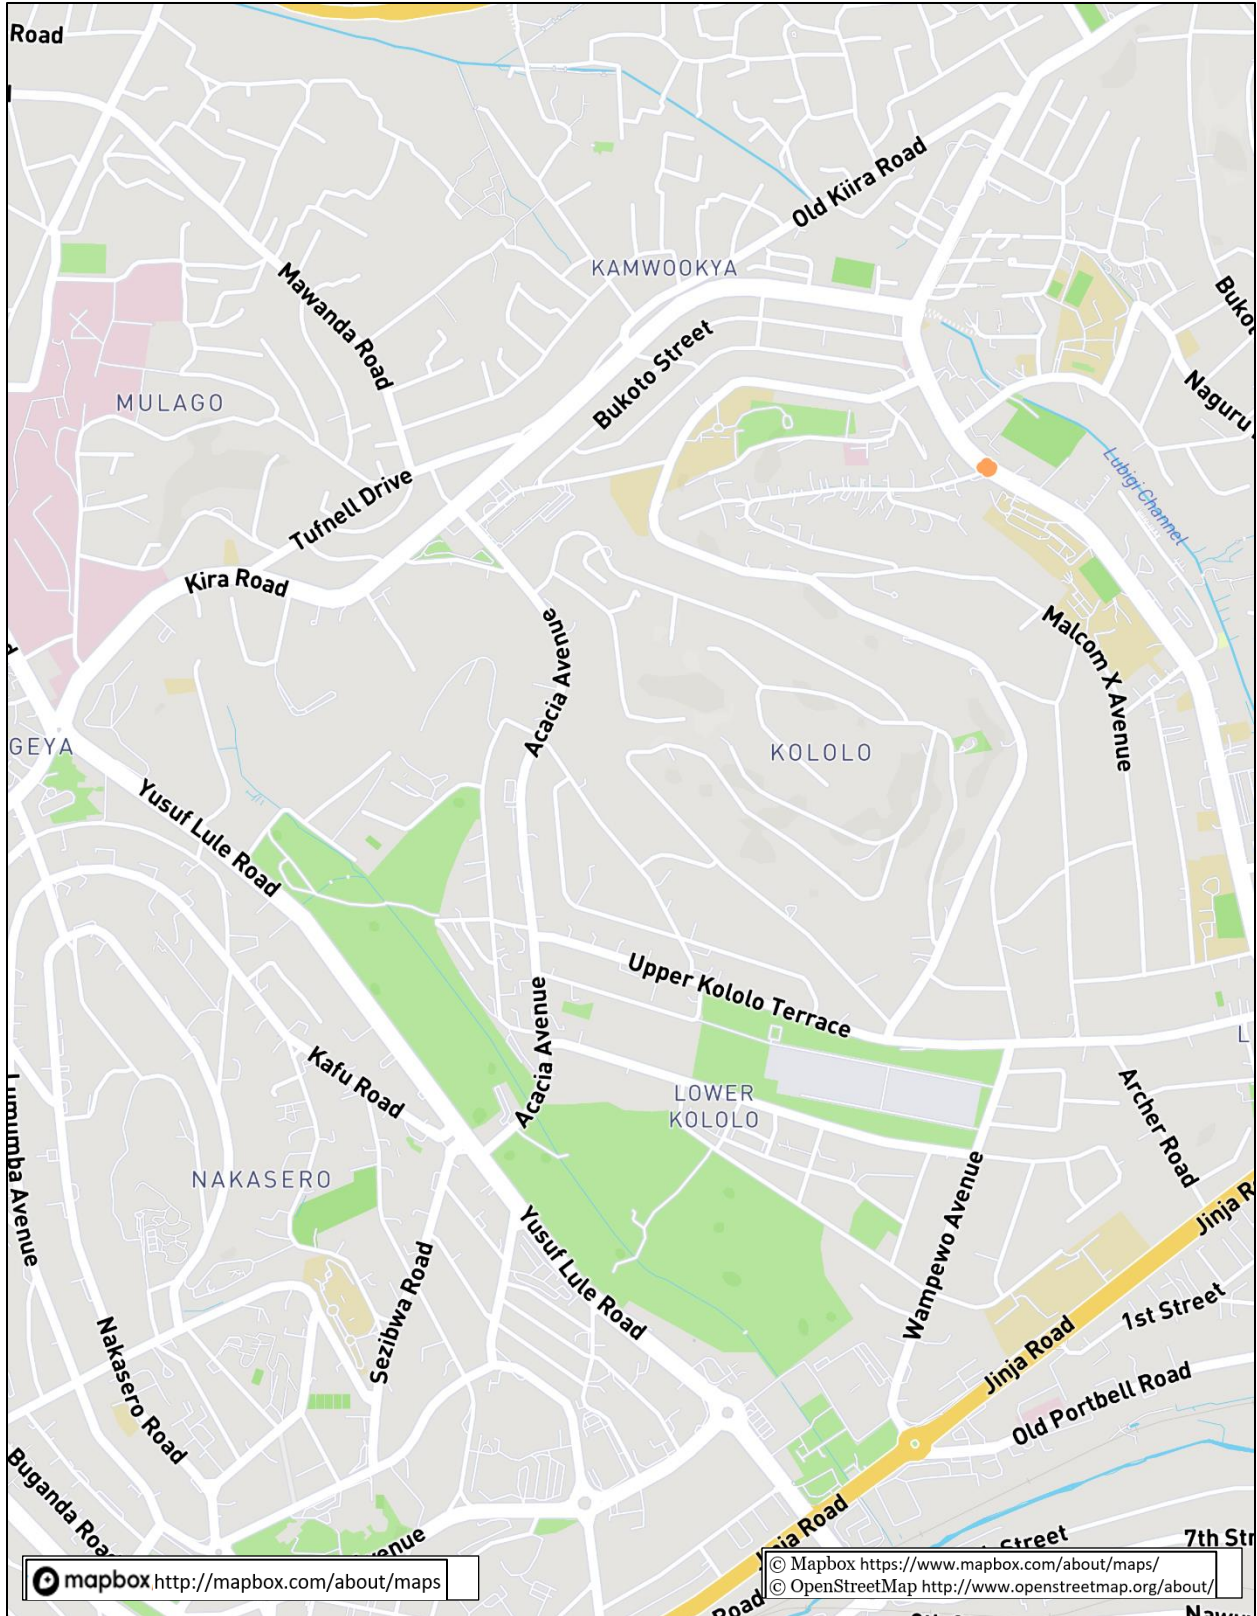 Road
Old Kiira Road
KAMWOOKYA
Mawanda Road
Bukoto Street
MULAGO
Naguru
Tufnell Drive
Lubigi Channel
Kira Road
Acacia Avenue
Malcom X Avenue
GEYA
KOLOLO
Yusuf Lule Road
Upper Kololo Terrace
Acacia Avenue
Kafu Road
LOWER
KOLOLO
Archer Road
Lumumba Avenue
NAKASERO
Wampewo Avenue
Jinja R
Yusuf Lule Road
Sezibwa Road
1st Street
Jinja Road
Nakasero Road
Old Portbell Road
Buganda Roa
Jinja Road
venue
Street
7th Str
mapbox http://mapbox.com/about/maps
© Mapbox https://www.mapbox.com/about/maps/
© OpenStreetMap http://www.openstreetmap.org/about/
Road